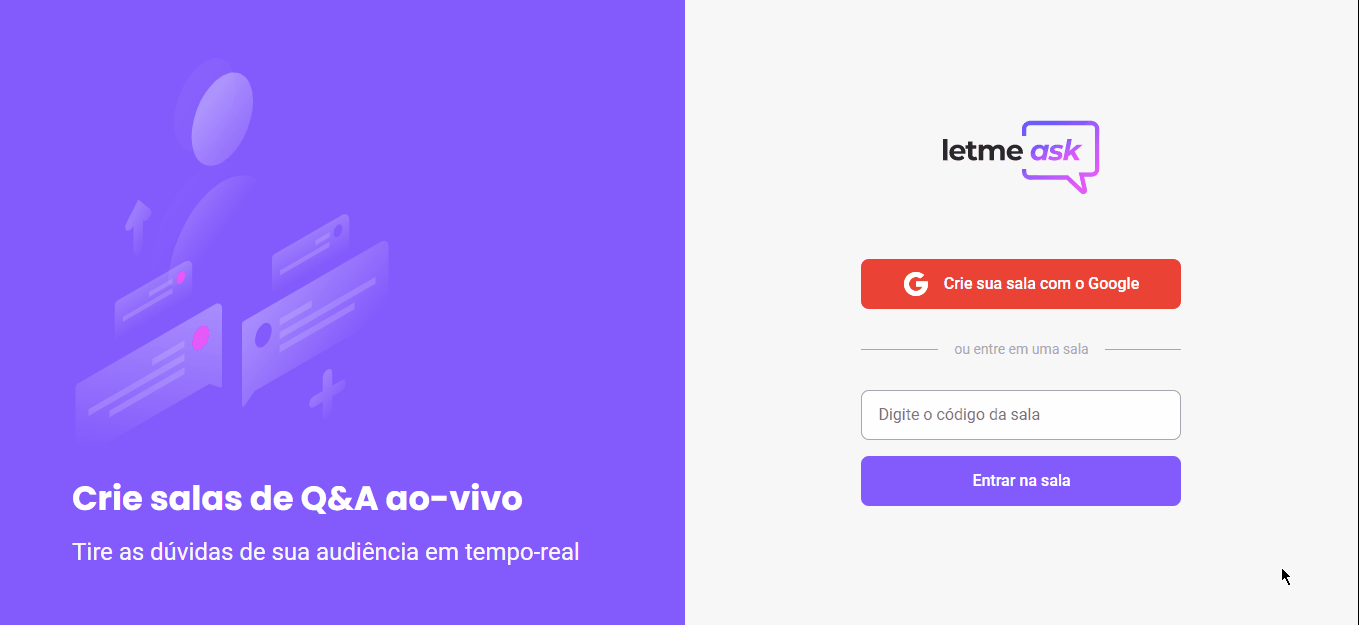 Crie salas de Q&A ao-vivo
Tire as dúvidas de sua audiência em tempo-real
letme ask
Crie sua sala com o Google
ou entre em uma sala
Digite o código da sala
Entrar na sala